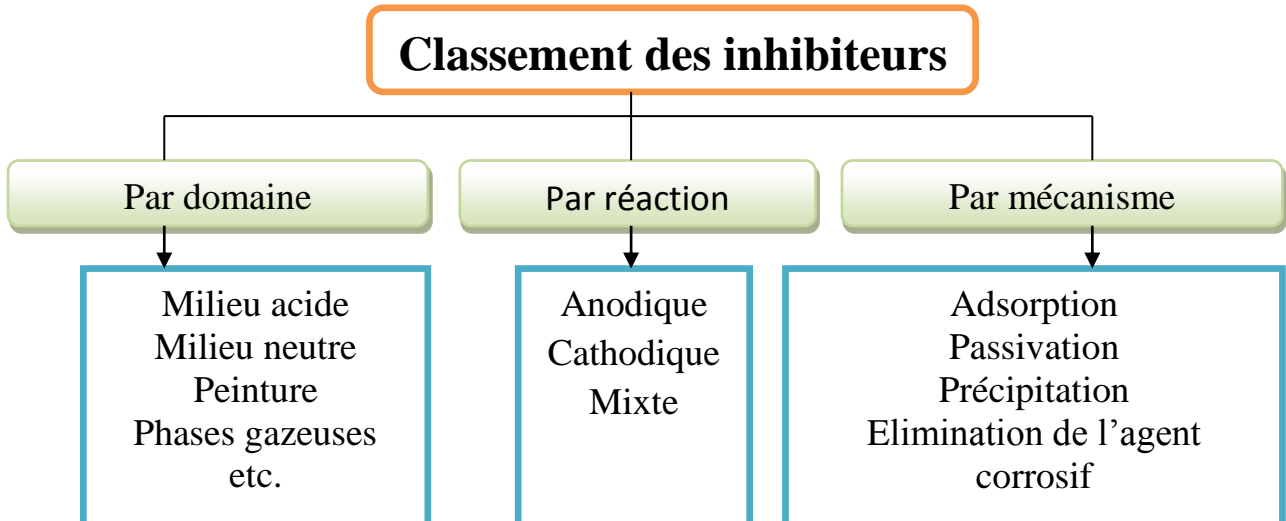 Classement des inhibiteurs
Par domaine
Par réaction
Par mécanisme
Milieu acide
Milieu neutre
Peinture
Phases gazeuses
etc.
Anodique
Cathodique
Mixte
Adsorption
Passivation
Précipitation
Elimination de l’agent
corrosif